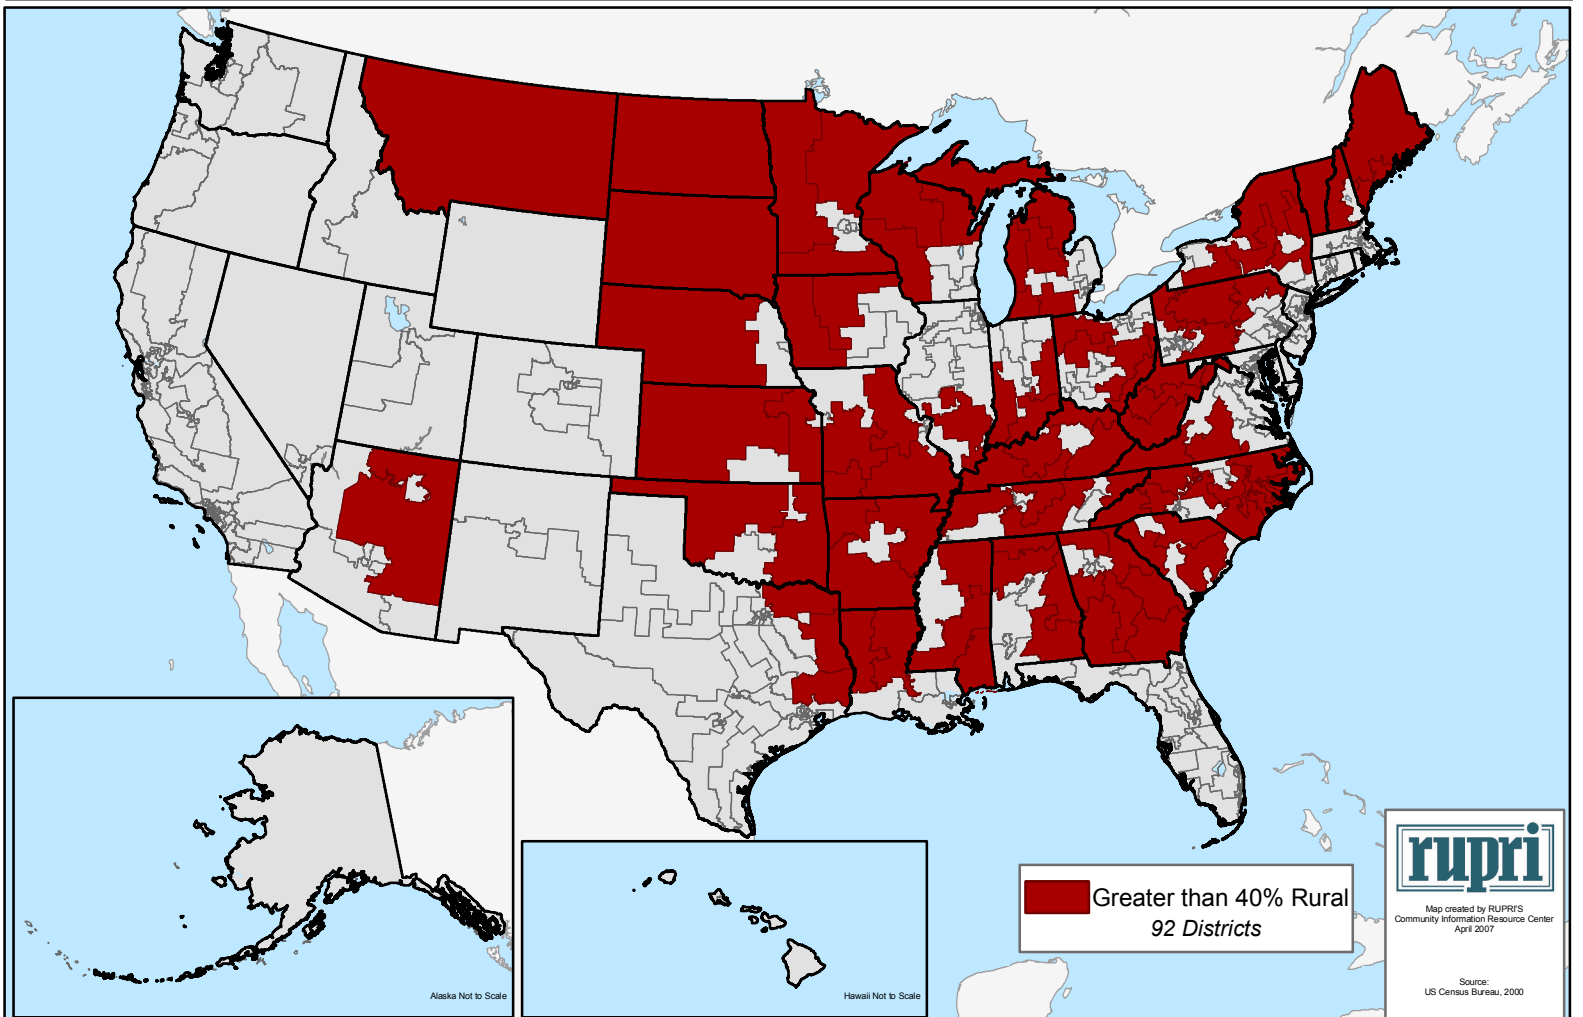 Alaska Not to Scale
Hawaii Not to Scale
Greater than 40% Rural
92 Districts
rupri
Map created by RUPRI'S
Community Information Resource Center
April 2007
Source:
US Census Bureau, 2000